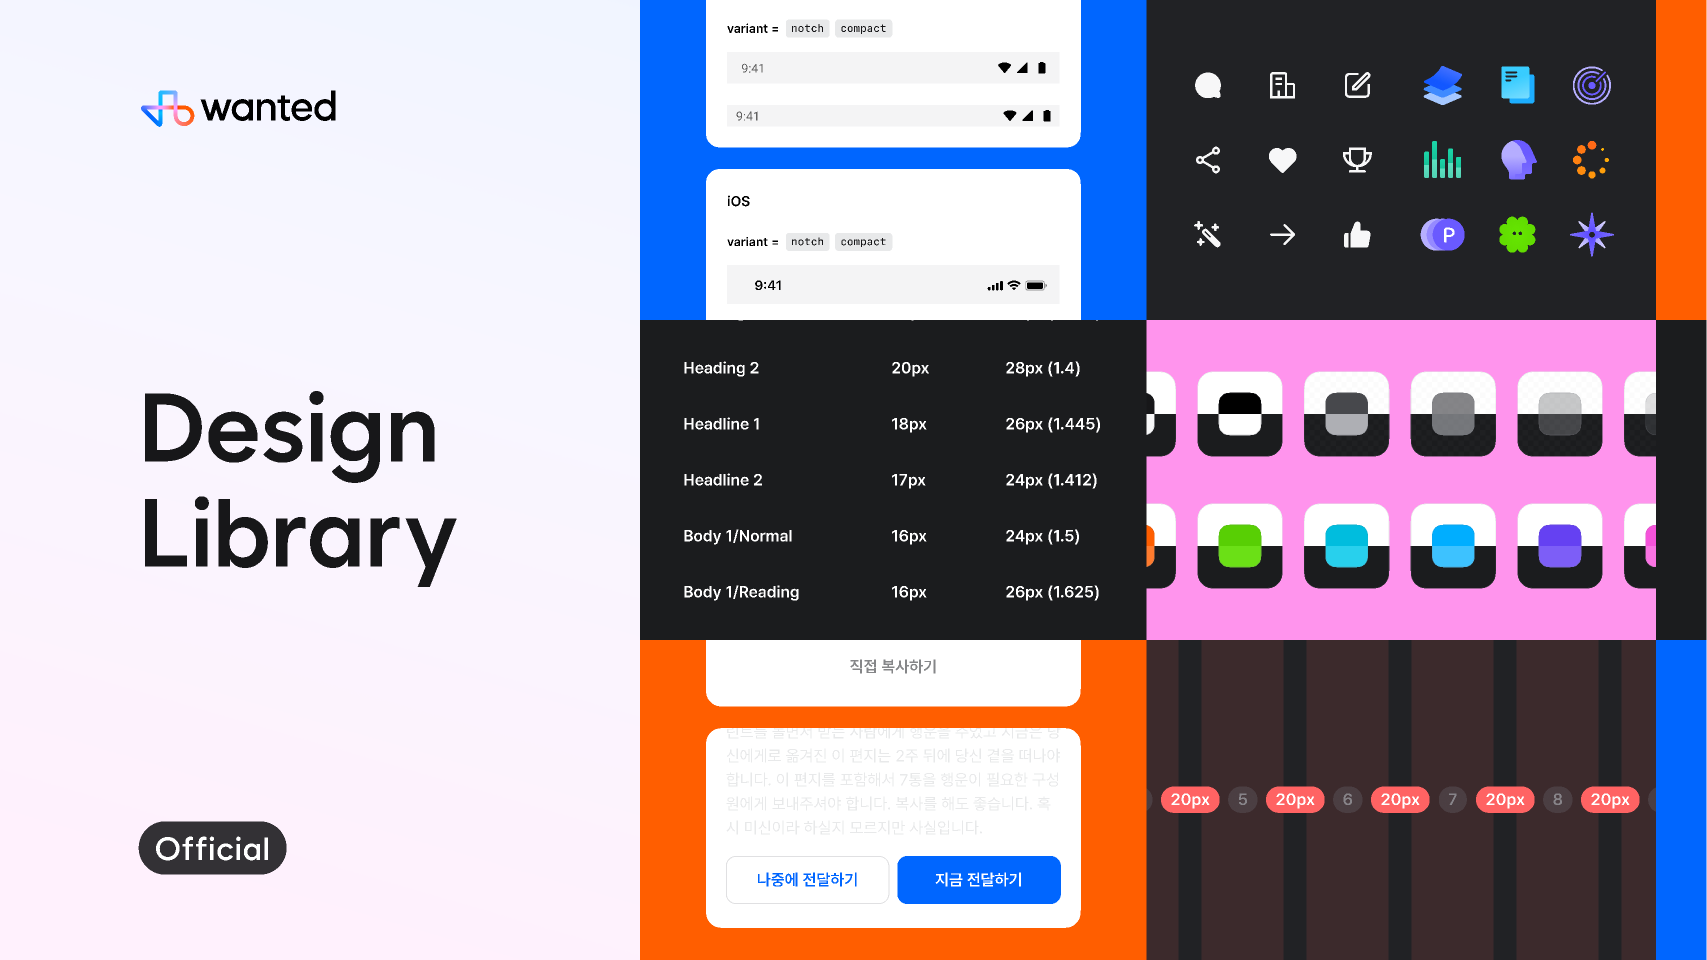 wanted
Design
Library
Official
variant = notch compact
9:41
9:41
iOS
variant = notch compact
9:41
P
Heading 2 20px 28px (1.4)
Headline 1 18px 26px (1.445)
Headline 2 17px 24px (1.412)
Body 1/Normal 16px 24px (1.5)
Body 1/Reading 16px 26px (1.625)
직접 복사하기
신에게로 옮겨진 이 편지는 2주 뒤에 당신 곁을 떠나야
합니다. 이 편지를 포함해서 7통을 행운이 필요한 구성
원에게 보내주셔야 합니다. 복사를 해도 좋습니다. 혹
시 미신이라 하실지 모르지만 사실입니다.
나중에 전달하기 지금 전달하기
20px 5 20px 6 20px 7 20px 8 20px